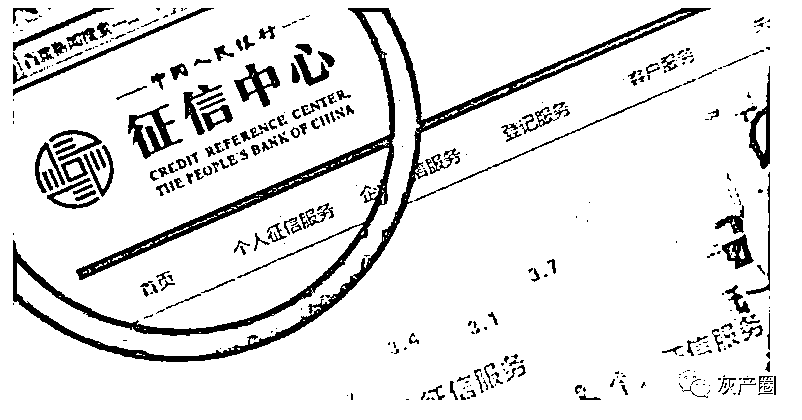 中国人民银行
征信中心
CREDIT REFERENCE CENTER,
THE PEOPLE'S BANK OF CHINA
首页 个人征信服务 企 信服务 登记服务 客户服务
3.4 3.1 3.7
征信服务 个人 征信服务
灰产圈